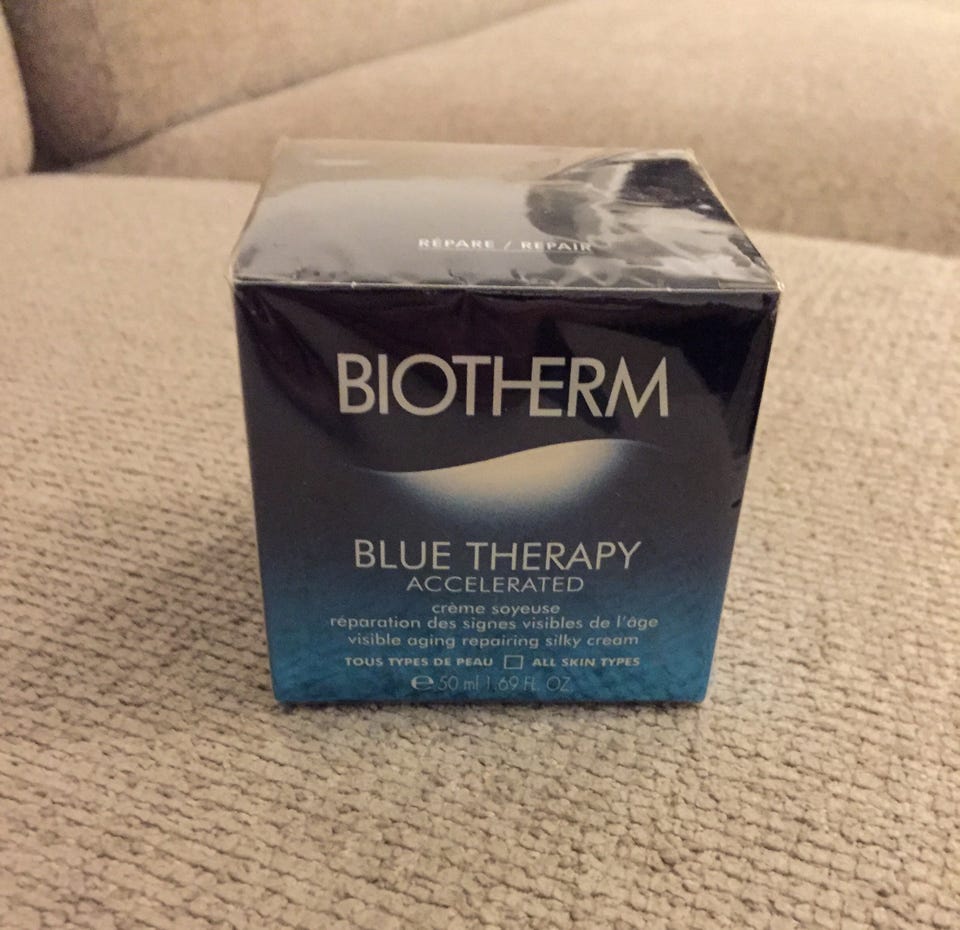 RÉPARE / REPAIR
BIOTHERM
BLUE THERAPY
ACCELERATED
crème soyeuse
réparation des signes visibles de l'âge
visible aging repairing silky cream
TOUS TYPES DE PEAU ALL SKIN TYPES
℮ 50 ml 1.69 FL. OZ.